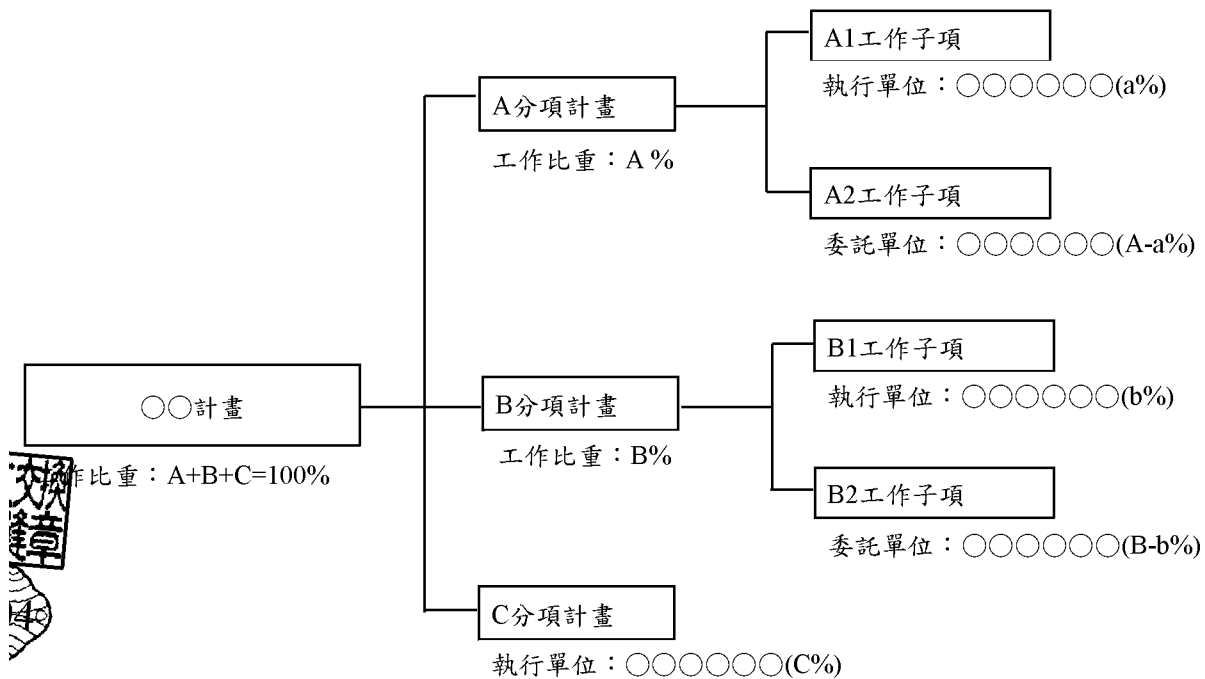 A1工作子項
執行單位：○○○○○○(a%)
A分項計畫
工作比重：A %
A2工作子項
委託單位：○○○○○○(A-a%)
B1工作子項
執行單位：○○○○○○(b%)
○○計畫
作比重：A+B+C=100%
B分項計畫
工作比重：B%
B2工作子項
委託單位：○○○○○○(B-b%)
C分項計畫
執行單位：○○○○○○(C%)
換
章